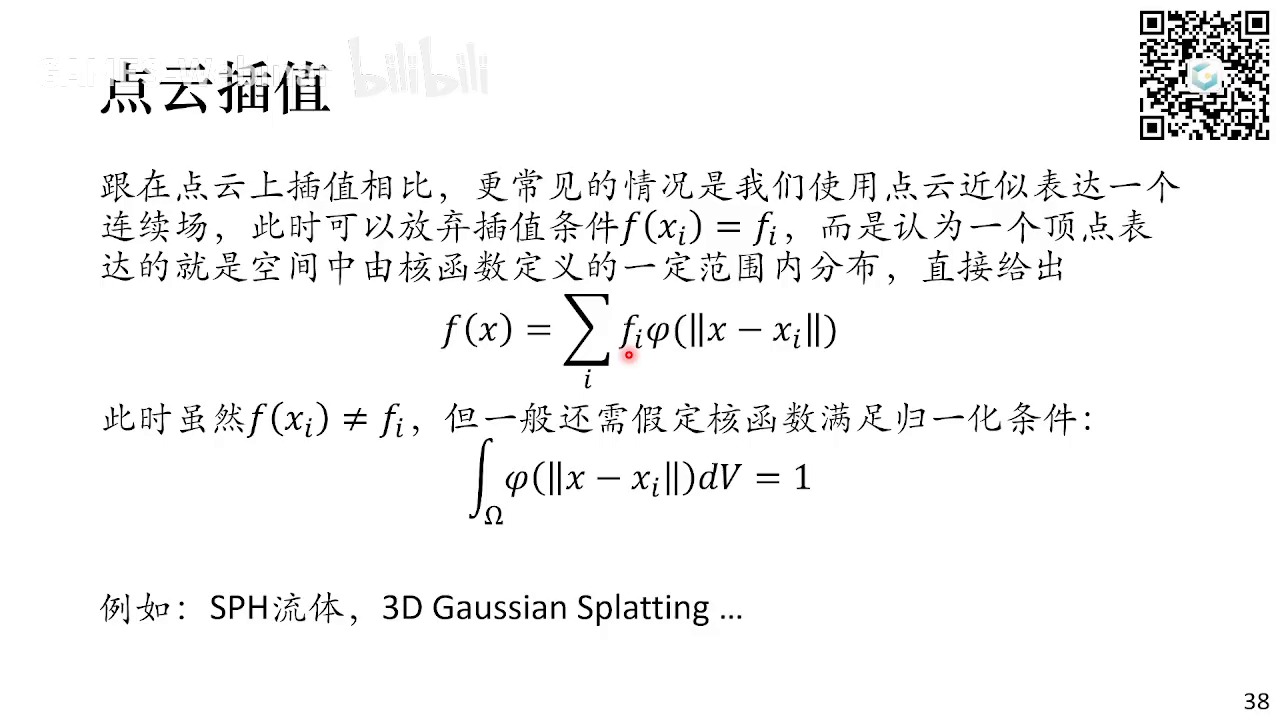 GAMES-Webinar bilibili
点云插值
跟在点云上插值相比，更常见的情况是我们使用点云近似表达一个
连续场，此时可以放弃插值条件f(xᵢ) = fᵢ，而是认为一个顶点表
达的就是空间中由核函数定义的一定范围内分布，直接给出
f(x) = ∑ᵢ fᵢφ(‖x − xᵢ‖)
此时虽然f(xᵢ) ≠ fᵢ，但一般还需假定核函数满足归一化条件：
∫_Ω φ(‖x − xᵢ‖)dV = 1
例如：SPH流体，3D Gaussian Splatting …
38